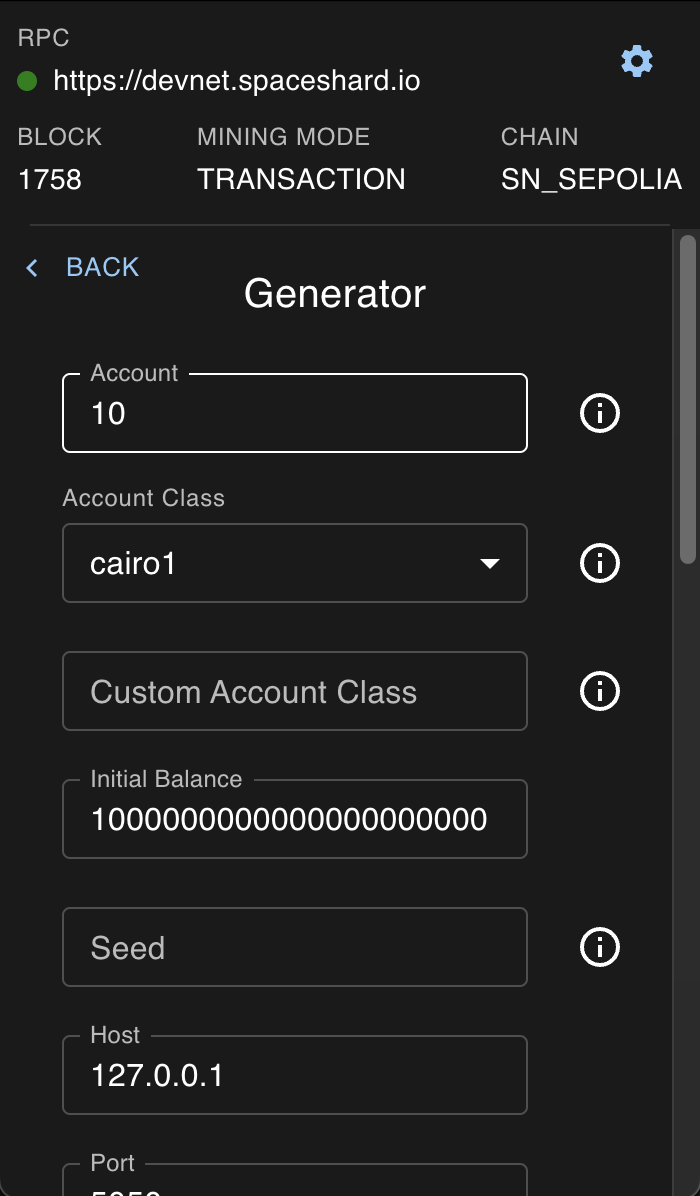 RPC
https://devnet.spaceshard.io
BLOCK MINING MODE CHAIN
1758 TRANSACTION SN_SEPOLIA
BACK
Generator
Account
10
Account Class
cairo1
Custom Account Class
Initial Balance
1000000000000000000000
Seed
Host
127.0.0.1
Port